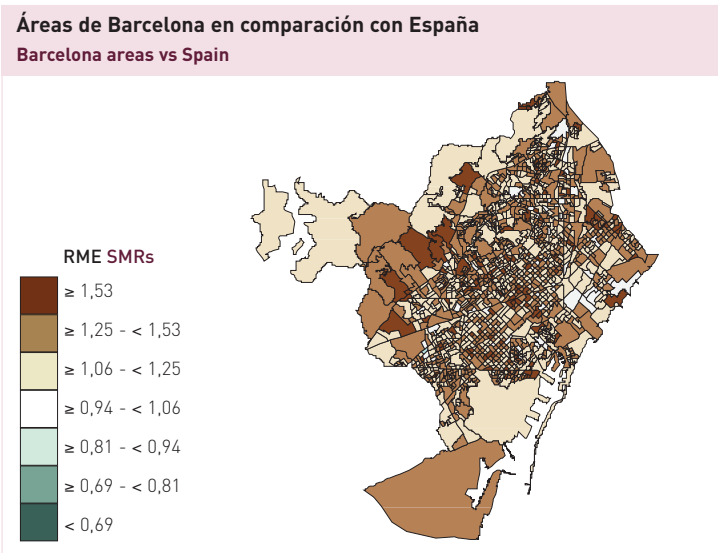 Áreas de Barcelona en comparación con España
Barcelona areas vs Spain
RME SMRs
≥ 1,53
≥ 1,25 - < 1,53
≥ 1,06 - < 1,25
≥ 0,94 - < 1,06
≥ 0,81 - < 0,94
≥ 0,69 - < 0,81
< 0,69